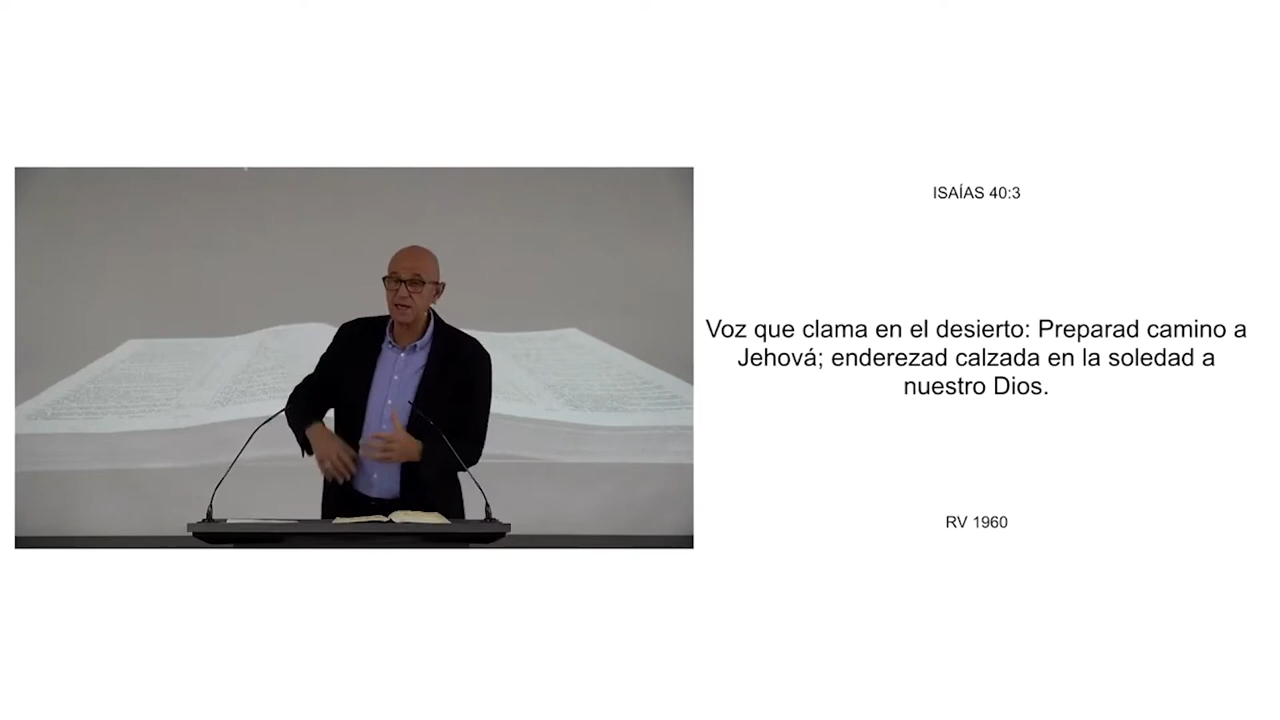 ISAÍAS 40:3
Voz que clama en el desierto: Preparad camino a
Jehová; enderezad calzada en la soledad a
nuestro Dios.
RV 1960